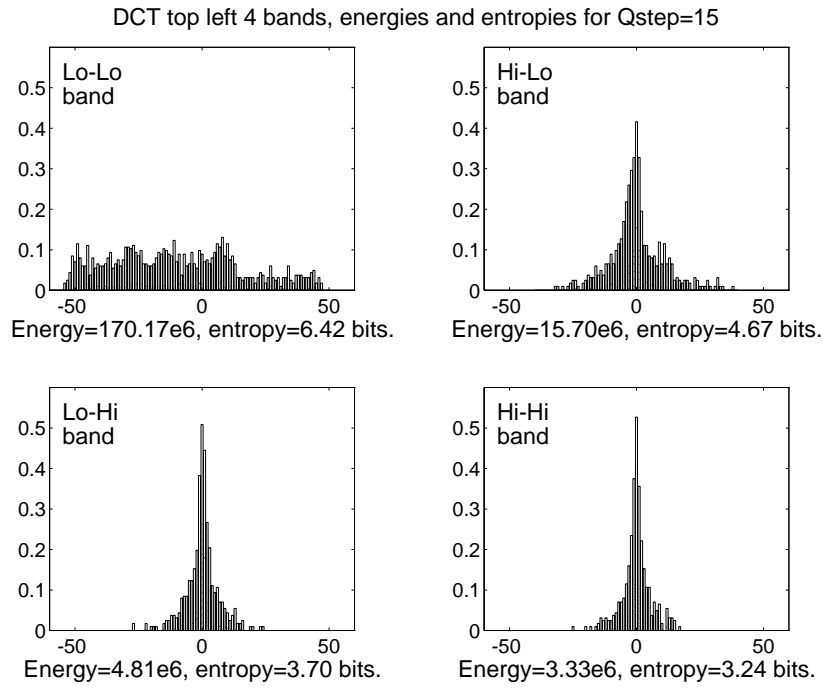 DCT top left 4 bands, energies and entropies for Qstep=15
Lo-Lo
band
0.5
0.4
0.3
0.2
0.1
0
-50
0
50
Energy=170.17e6, entropy=6.42 bits.
Hi-Lo
band
0.5
0.4
0.3
0.2
0.1
0
-50
0
50
Energy=15.70e6, entropy=4.67 bits.
Lo-Hi
band
0.5
0.4
0.3
0.2
0.1
0
-50
0
50
Energy=4.81e6, entropy=3.70 bits.
Hi-Hi
band
0.5
0.4
0.3
0.2
0.1
0
-50
0
50
Energy=3.33e6, entropy=3.24 bits.